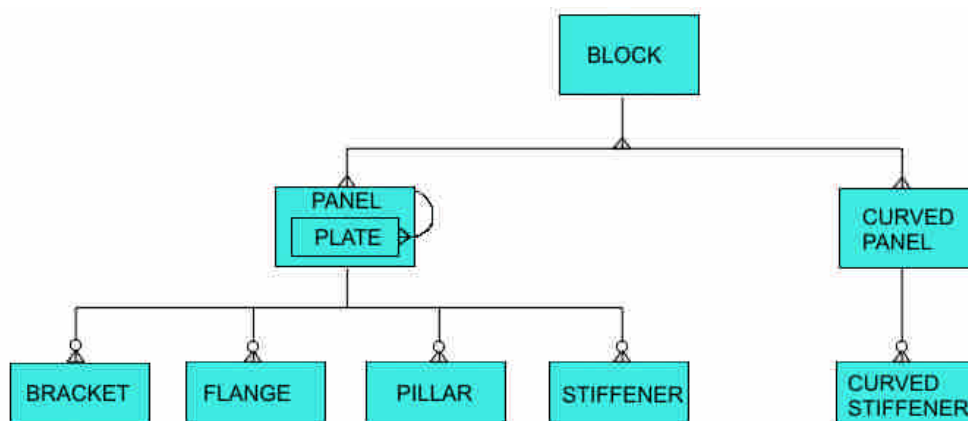 BLOCK
PANEL
PLATE
CURVED
PANEL
BRACKET
FLANGE
PILLAR
STIFFENER
CURVED
STIFFENER